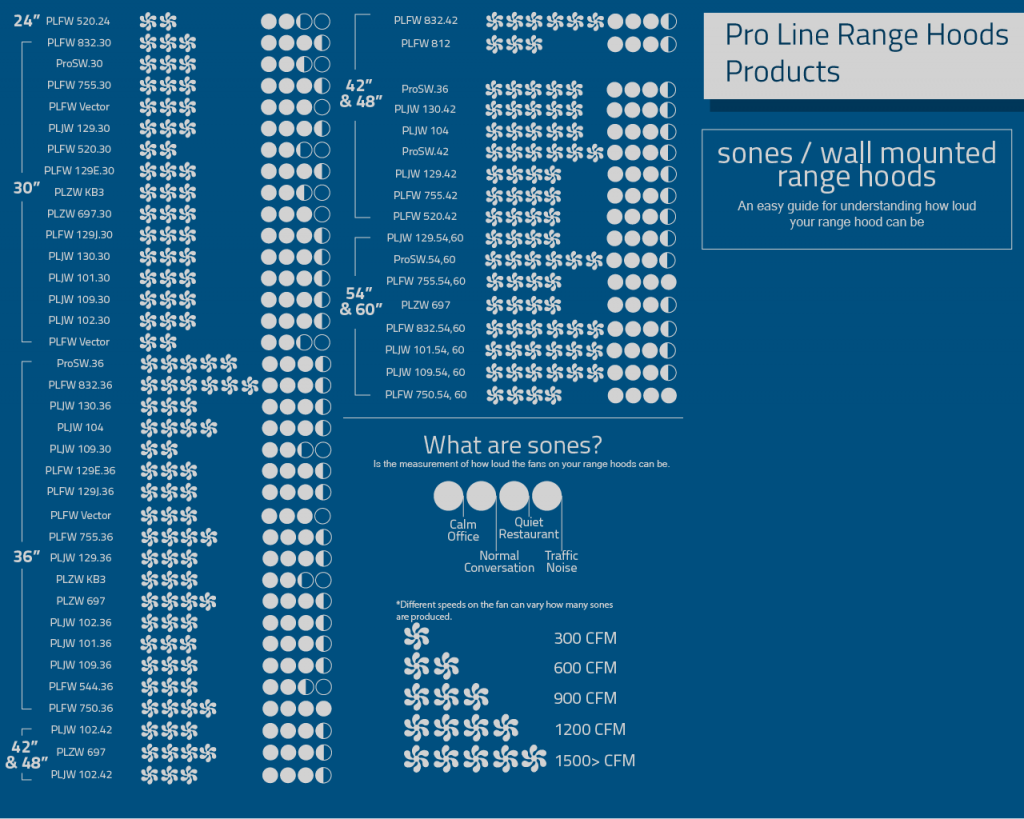 24”
PLFW 520.24
30”
PLFW 832.30
ProSW.30
PLFW 755.30
PLFW Vector
PLJW 129.30
PLFW 520.30
PLFW 129E.30
PLZW KB3
PLZW 697.30
PLFW 129J.30
PLJW 130.30
PLJW 101.30
PLJW 109.30
PLJW 102.30
PLFW Vector
36”
ProSW.36
PLFW 832.36
PLJW 130.36
PLJW 104
PLJW 109.30
PLFW 129E.36
PLFW 129J.36
PLFW Vector
PLFW 755.36
PLJW 129.36
PLZW KB3
PLZW 697
PLJW 102.36
PLJW 101.36
PLJW 109.36
PLFW 544.36
PLFW 750.36
42”
& 48”
PLJW 102.42
PLZW 697
PLJW 102.42
42”
& 48”
PLFW 832.42
PLFW 812
ProSW.36
PLJW 130.42
PLJW 104
ProSW.42
PLJW 129.42
PLFW 755.42
PLFW 520.42
54”
& 60”
PLJW 129.54,60
ProSW.54,60
PLFW 755.54,60
PLZW 697
PLFW 832.54,60
PLJW 101.54, 60
PLJW 109.54, 60
PLFW 750.54, 60
What are sones?
Is the measurement of how loud the fans on your range hoods can be.
Calm
Office
Normal
Conversation
Quiet
Restaurant
Traffic
Noise
*Different speeds on the fan can vary how many sones
are produced.
300 CFM
600 CFM
900 CFM
1200 CFM
1500> CFM
Pro Line Range Hoods
Products
sones / wall mounted
range hoods
An easy guide for understanding how loud
your range hood can be